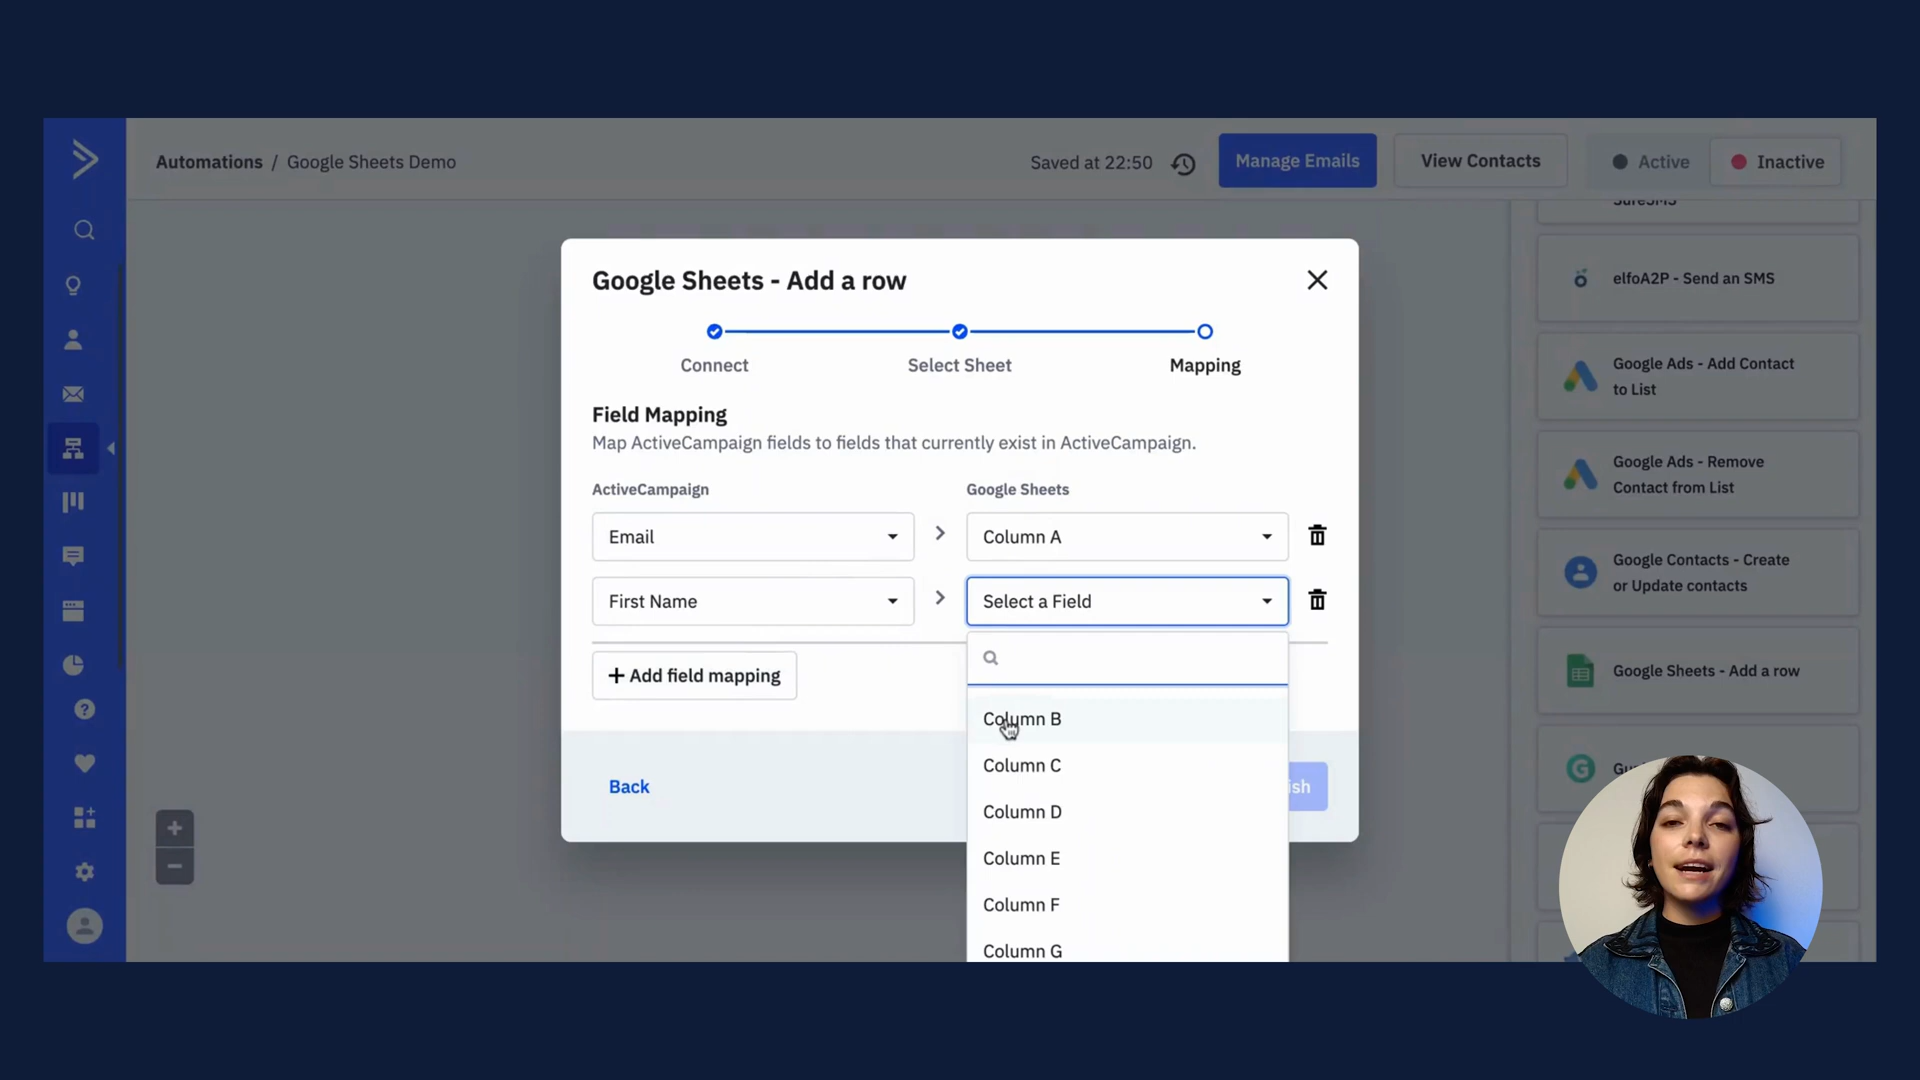 Automations / Google Sheets Demo
Saved at 22:50
Manage Emails
View Contacts
Active
Inactive
SureSMS
elfoA2P - Send an SMS
Google Ads - Add Contact
to List
Google Ads - Remove
Contact from List
Google Contacts - Create
or Update contacts
Google Sheets - Add a row
Google Sheets - Add a row
Connect
Select Sheet
Mapping
Field Mapping
Map ActiveCampaign fields to fields that currently exist in ActiveCampaign.
ActiveCampaign
Google Sheets
Email
Column A
First Name
Select a Field
+ Add field mapping
Column B
Column C
Column D
Column E
Column F
Column G
Back